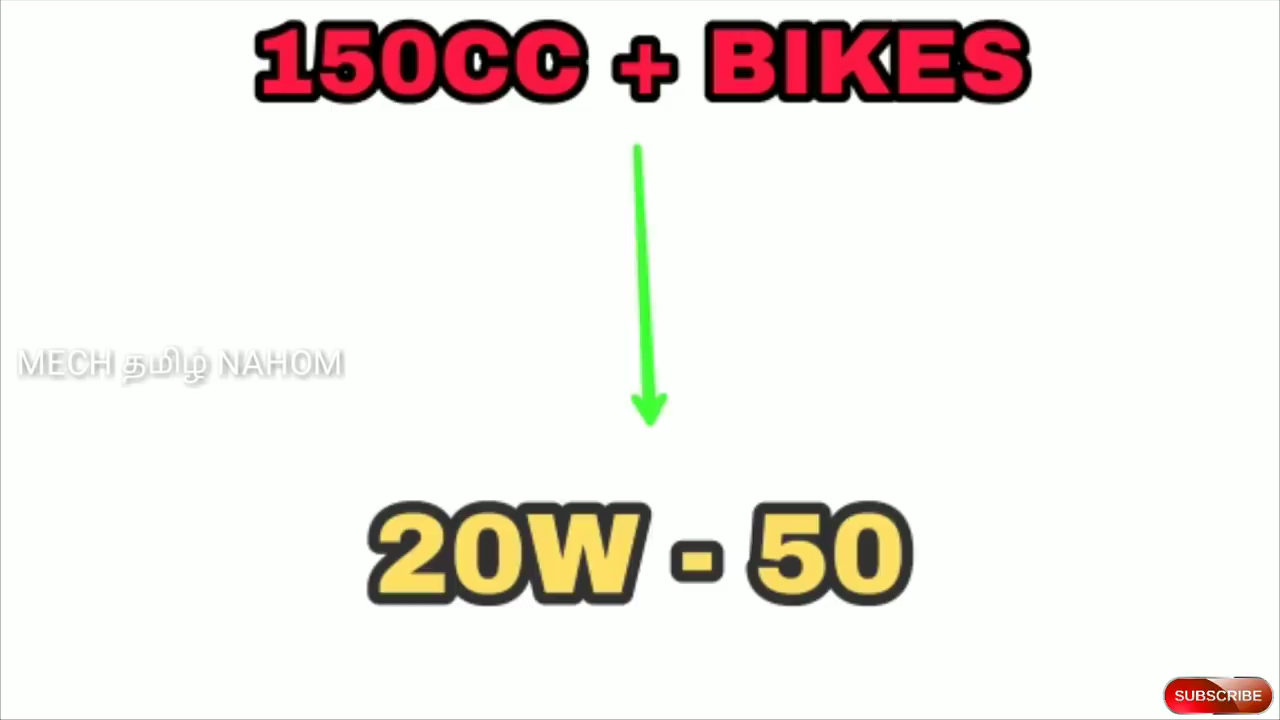 150CC + BIKES
MECH தமிழ் NAHOM
20W - 50
SUBSCRIBE